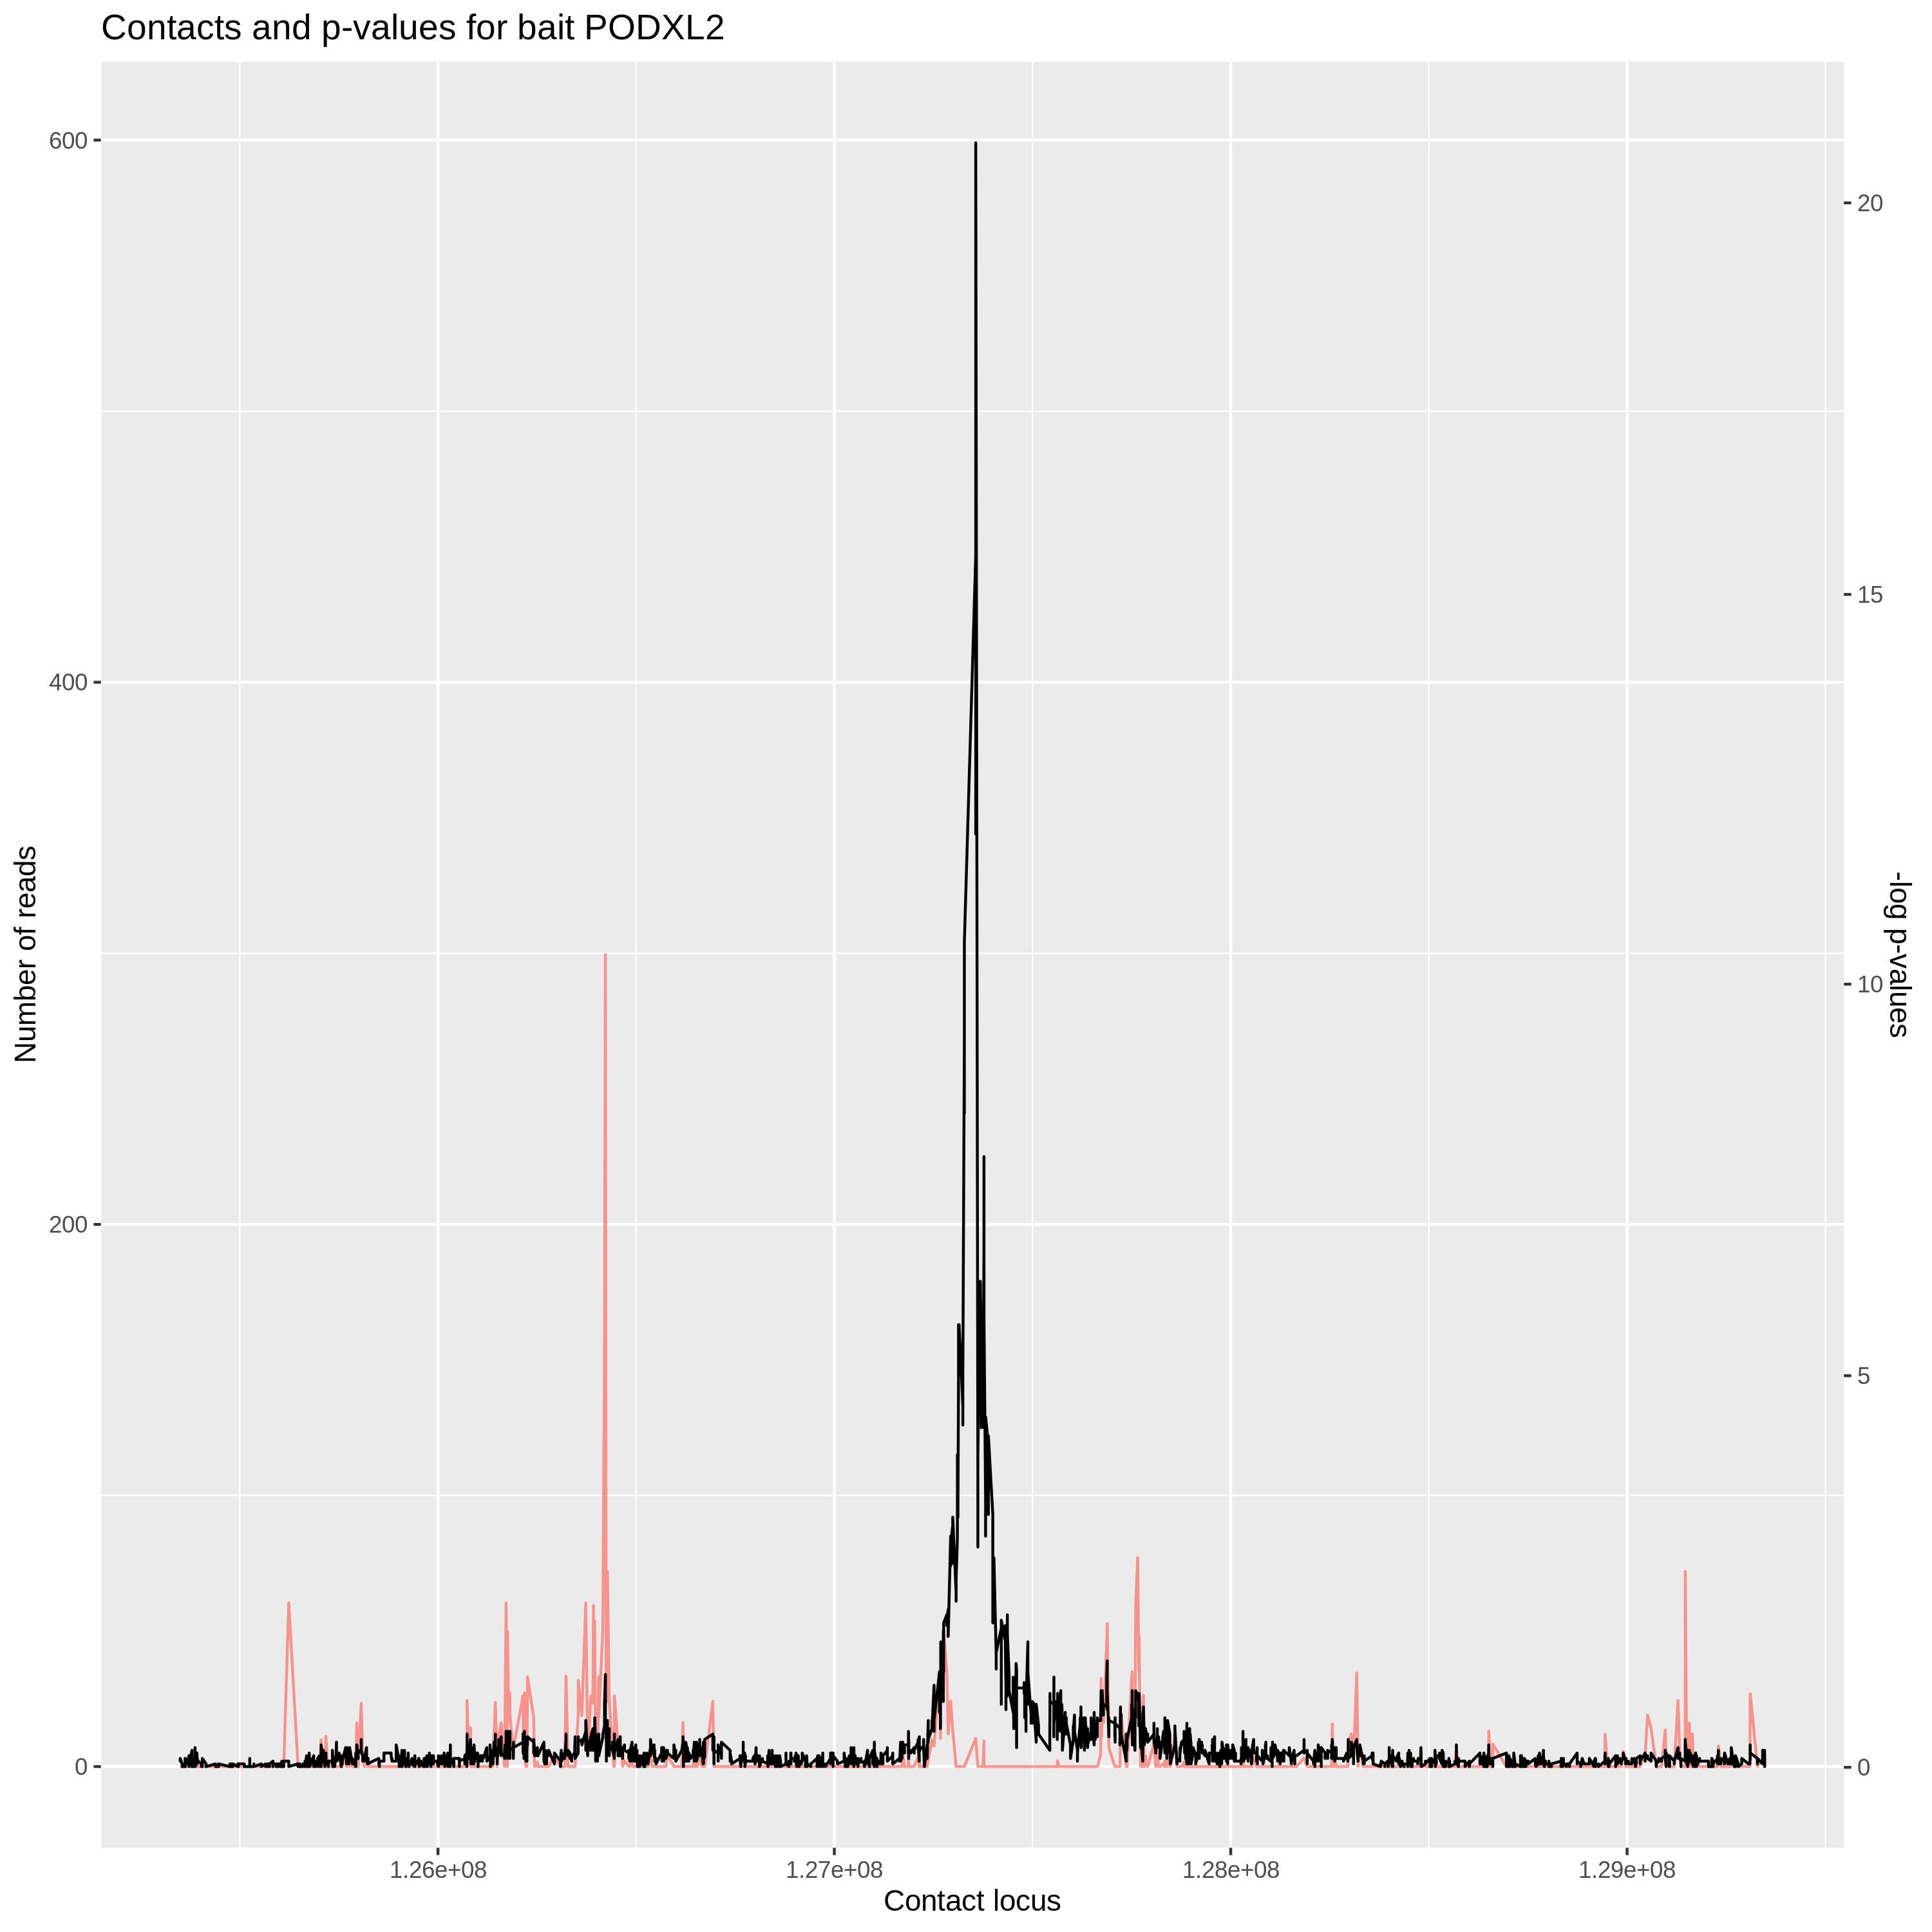 Contacts and p-values for bait PODXL2
600
400
200
0
Number of reads
20
15
10
5
0
-log p-values
1.26e+08
1.27e+08
1.28e+08
1.29e+08
Contact locus